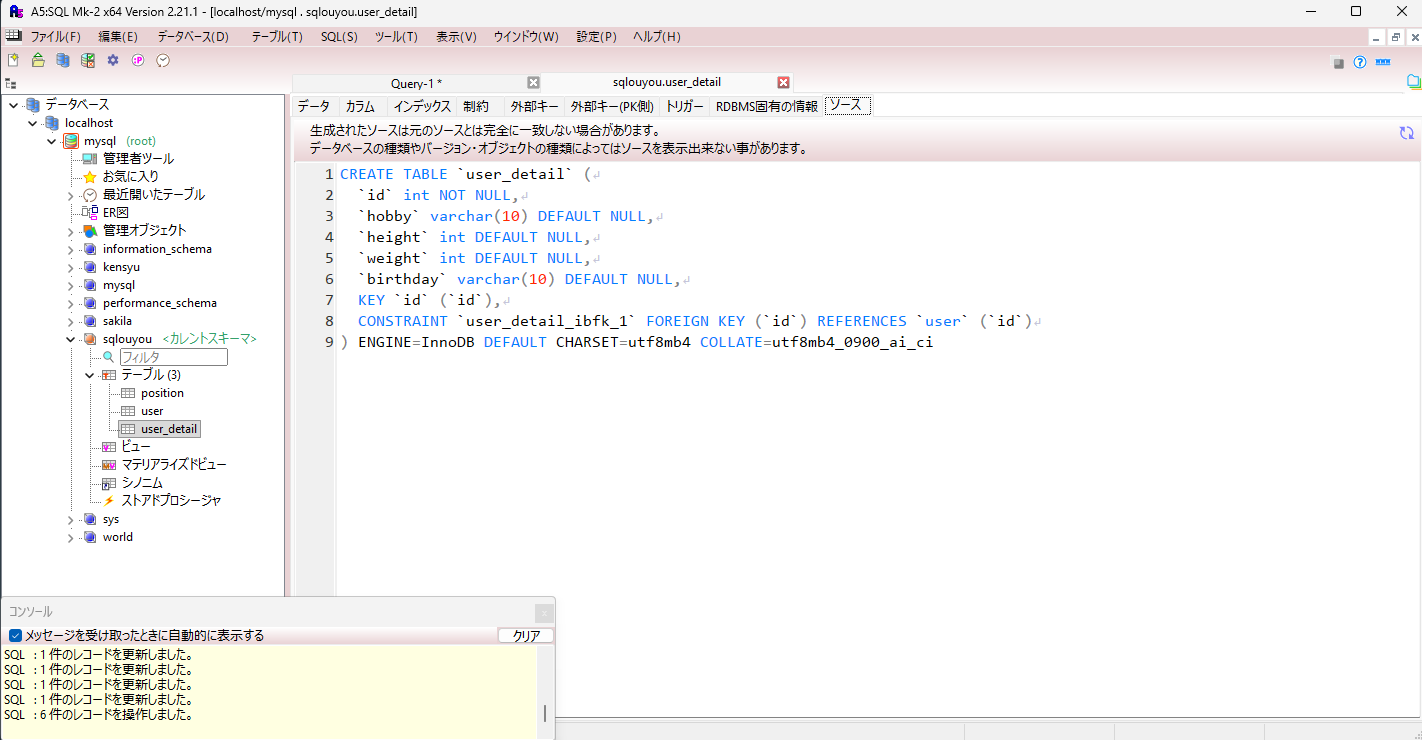 A5:SQL Mk-2 x64 Version 2.21.1 - [localhost/mysql . sqlouyou.user_detail]
ファイル(F) 編集(E) データベース(D) テーブル(T) SQL(S) ツール(T) 表示(V) ウインドウ(W) 設定(P) ヘルプ(H)
Query-1 * sqlouyou.user_detail
データベース
localhost
mysql (root)
管理者ツール
お気に入り
最近開いたテーブル
ER図
管理オブジェクト
information_schema
kensyu
mysql
performance_schema
sakila
sqlouyou <カレントスキーマ>
フィルタ
テーブル (3)
position
user
user_detail
ビュー
マテリアライズドビュー
シノニム
ストアドプロシージャ
sys
world
データ カラム インデックス 制約 外部キー 外部キー(PK側) トリガー RDBMS固有の情報 ソース
生成されたソースは元のソースとは完全に一致しない場合があります。
データベースの種類やバージョン・オブジェクトの種類によってはソースを表示出来ない事があります。
1 CREATE TABLE `user_detail` (
2 `id` int NOT NULL,
3 `hobby` varchar(10) DEFAULT NULL,
4 `height` int DEFAULT NULL,
5 `weight` int DEFAULT NULL,
6 `birthday` varchar(10) DEFAULT NULL,
7 KEY `id` (`id`),
8 CONSTRAINT `user_detail_ibfk_1` FOREIGN KEY (`id`) REFERENCES `user` (`id`)
9 ) ENGINE=InnoDB DEFAULT CHARSET=utf8mb4 COLLATE=utf8mb4_0900_ai_ci
コンソール
メッセージを受け取ったときに自動的に表示する クリア
SQL : 1 件のレコードを更新しました。
SQL : 1 件のレコードを更新しました。
SQL : 1 件のレコードを更新しました。
SQL : 1 件のレコードを更新しました。
SQL : 6 件のレコードを操作しました。